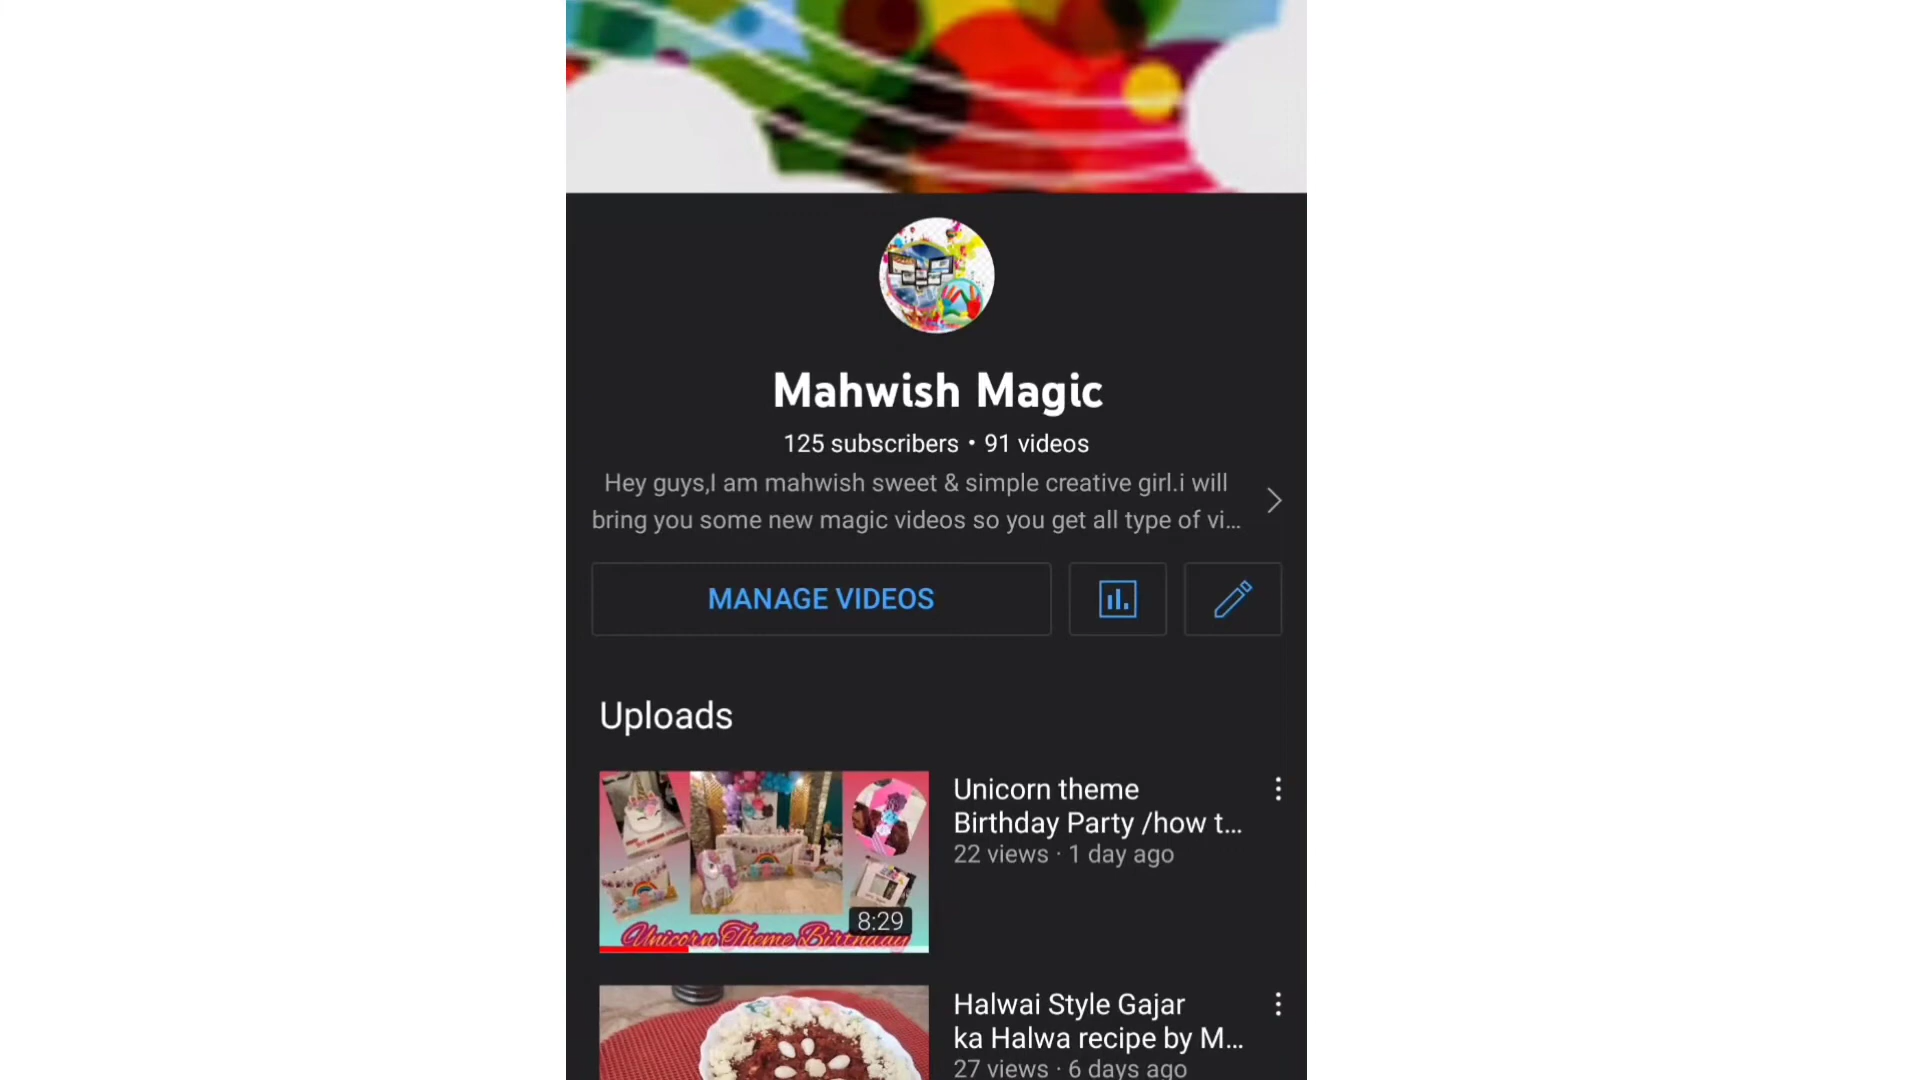 Mahwish Magic
125 subscribers • 91 videos
Hey guys,I am mahwish sweet & simple creative girl.i will
bring you some new magic videos so you get all type of vi...
MANAGE VIDEOS
Uploads
Unicorn theme
Birthday Party /how t...
22 views · 1 day ago
8:29
Unicorn Theme Birthday
Halwai Style Gajar
ka Halwa recipe by M...
27 views · 6 days ago